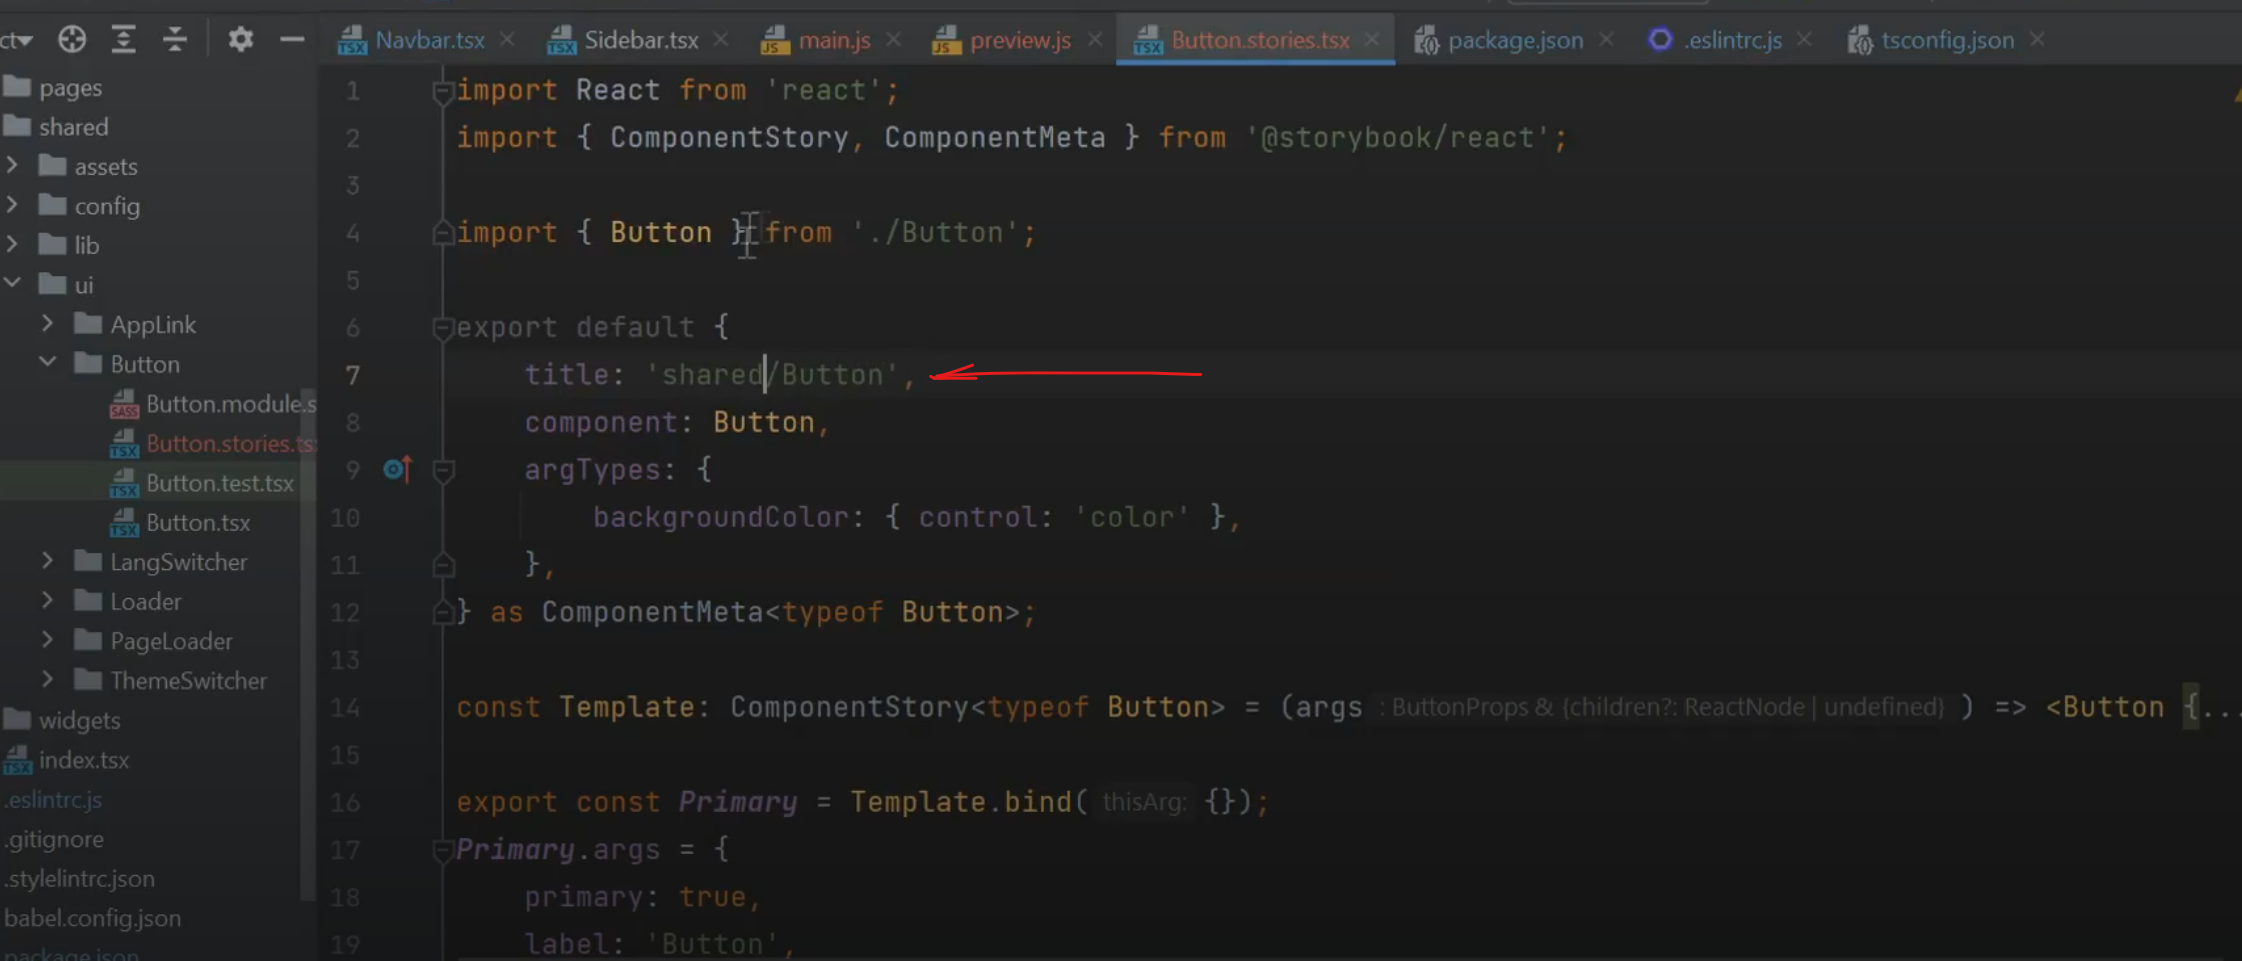 Navbar.tsx
Sidebar.tsx
main.js
preview.js
Button.stories.tsx
package.json
.eslintrc.js
tsconfig.json
pages
shared
assets
config
lib
ui
AppLink
Button
Button.module.s
Button.stories.ts
Button.test.tsx
Button.tsx
LangSwitcher
Loader
PageLoader
ThemeSwitcher
widgets
index.tsx
.eslintrc.js
.gitignore
.stylelintrc.json
babel.config.json
package.json
1 import React from 'react';
2 import { ComponentStory, ComponentMeta } from '@storybook/react';
3
4 import { Button } from './Button';
5
6 export default {
7 title: 'shared/Button',
8 component: Button,
9 argTypes: {
10 backgroundColor: { control: 'color' },
11 },
12 } as ComponentMeta<typeof Button>;
13
14 const Template: ComponentStory<typeof Button> = (args : ButtonProps & {children?: ReactNode | undefined} ) => <Button {...
15
16 export const Primary = Template.bind( thisArg: {});
17 Primary.args = {
18 primary: true,
19 label: 'Button',